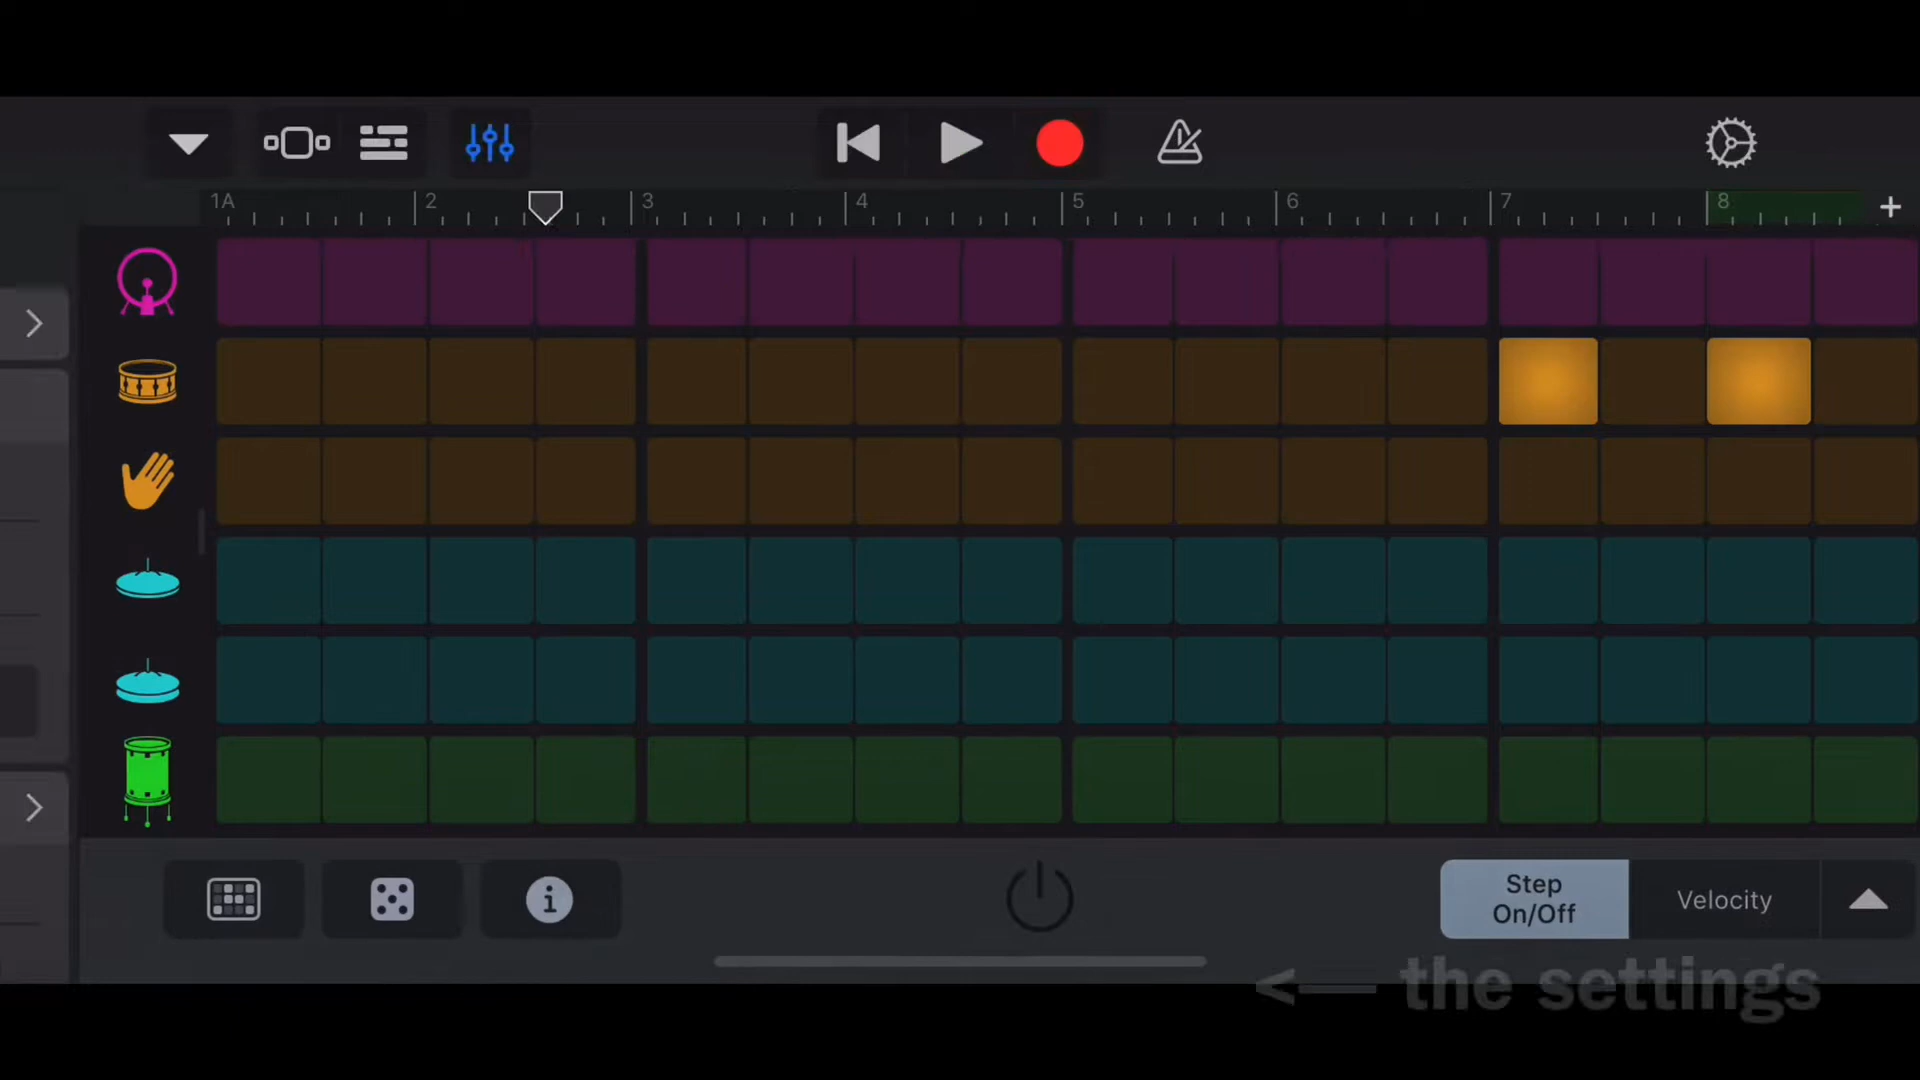 1A 2 3 4 5 6 7 8 +
i
Step
On/Off
Velocity
<— the settings